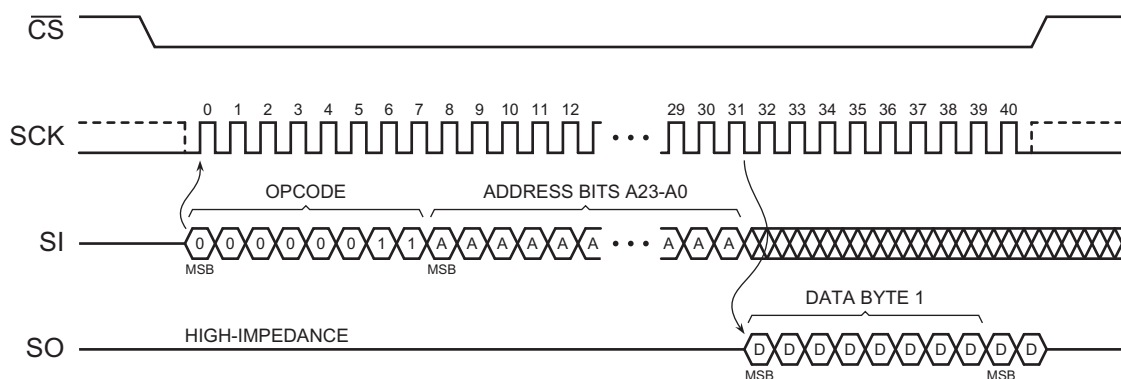 C̅S̅
0 1 2 3 4 5 6 7 8 9 10 11 12 29 30 31 32 33 34 35 36 37 38 39 40
SCK •••
OPCODE ADDRESS BITS A23-A0
SI 0 0 0 0 0 0 1 1 A A A A A A ••• A A A
MSB MSB
DATA BYTE 1
HIGH-IMPEDANCE
SO D D D D D D D D D D
MSB MSB